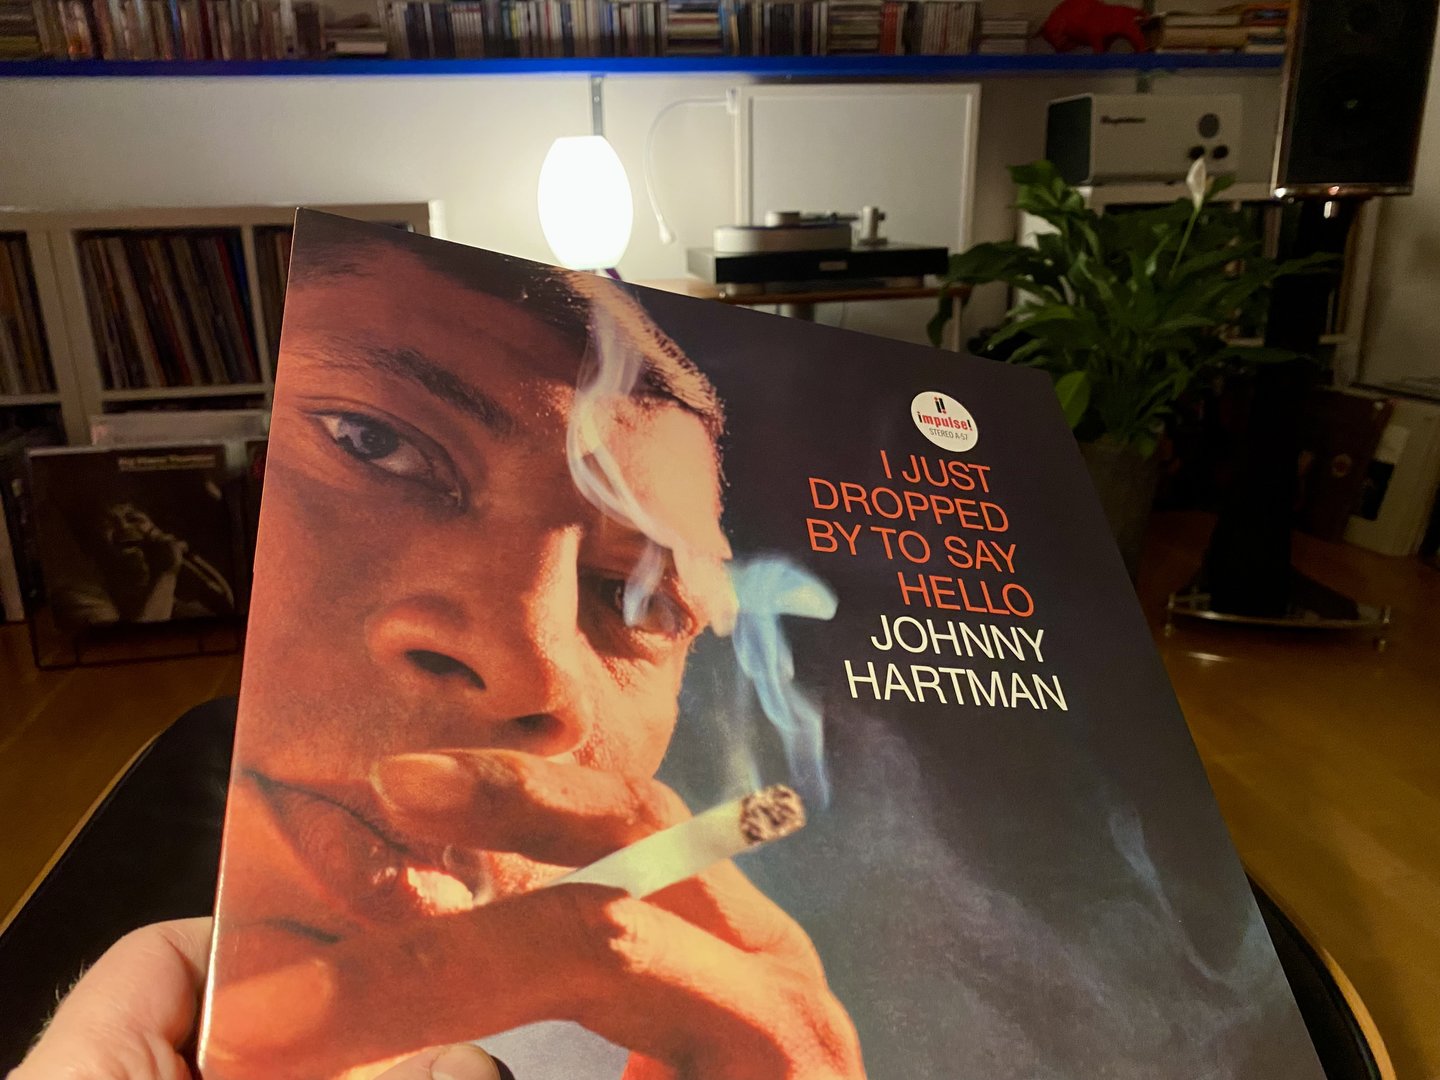 i!
impulse!
STEREO A-57
I JUST
DROPPED
BY TO SAY
HELLO
JOHNNY
HARTMAN